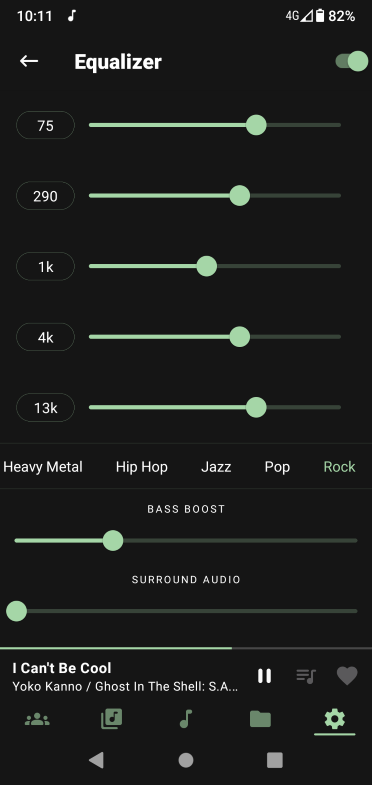 10:11 4G 82%
Equalizer
75
290
1k
4k
13k
Heavy Metal Hip Hop Jazz Pop Rock
BASS BOOST
SURROUND AUDIO
I Can't Be Cool
Yoko Kanno / Ghost In The Shell: S.A...